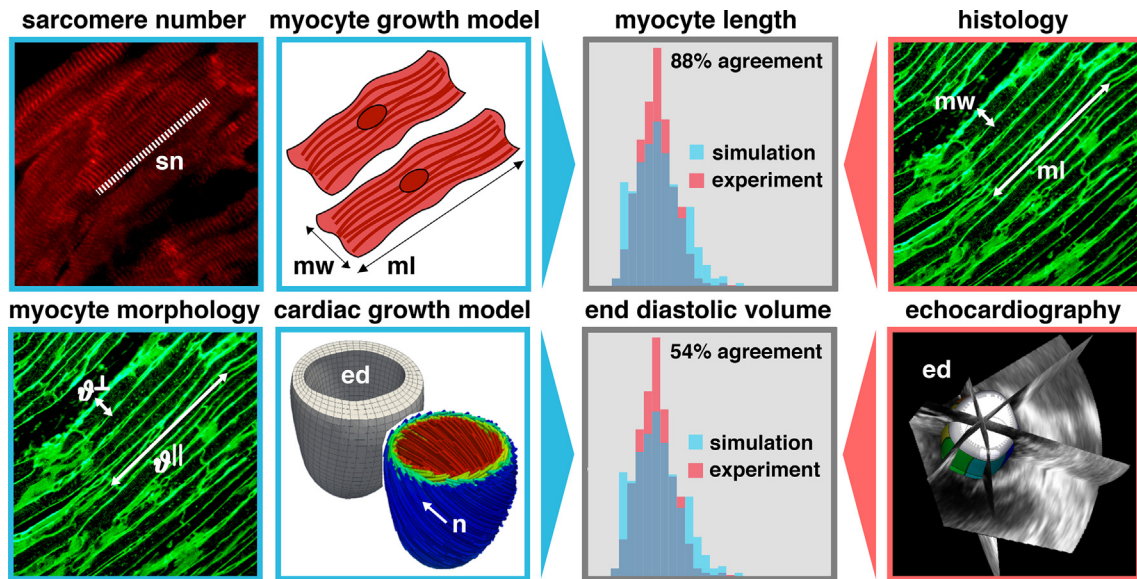 sarcomere number
myocyte growth model
myocyte length
histology
sn
mw
ml
88% agreement
simulation
experiment
mw
ml
myocyte morphology
cardiac growth model
end diastolic volume
echocardiography
ϑ⊥
ϑ||
ed
n
54% agreement
simulation
experiment
ed